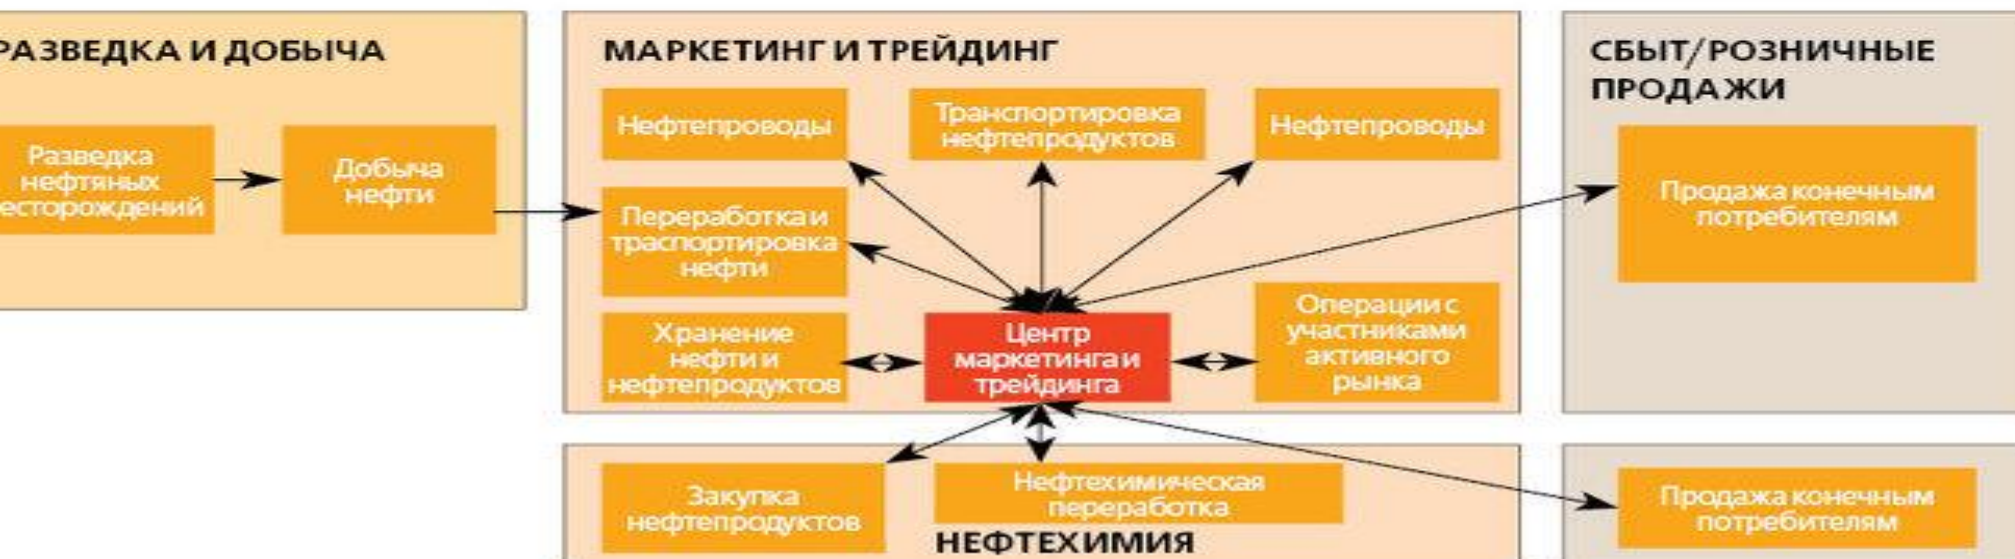 РАЗВЕДКА И ДОБЫЧА
Разведка
нефтяных
есторождений
Добыча
нефти
МАРКЕТИНГ И ТРЕЙДИНГ
Нефтепроводы
Транспортировка
нефтепродуктов
Нефтепроводы
Переработка и
траспортировка
нефти
Хранение
нефти и
нефтепродуктов
Центр
маркетинга и
трейдинга
Операции с
участниками
активного
рынка
СБЫТ/РОЗНИЧНЫЕ
ПРОДАЖИ
Продажа конечным
потребителям
Закупка
нефтепродуктов
Нефтехимическая
переработка
НЕФТЕХИМИЯ
Продажа конечным
потребителям